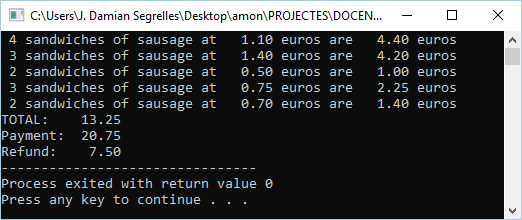 C:\Users\J. Damian Segrelles\Desktop\amon\PROJECTES\DOCEN...
4 sandwiches of sausage at 1.10 euros are 4.40 euros
3 sandwiches of sausage at 1.40 euros are 4.20 euros
2 sandwiches of sausage at 0.50 euros are 1.00 euros
3 sandwiches of sausage at 0.75 euros are 2.25 euros
2 sandwiches of sausage at 0.70 euros are 1.40 euros
TOTAL: 13.25
Payment: 20.75
Refund: 7.50
--------------------------------
Process exited with return value 0
Press any key to continue . . .